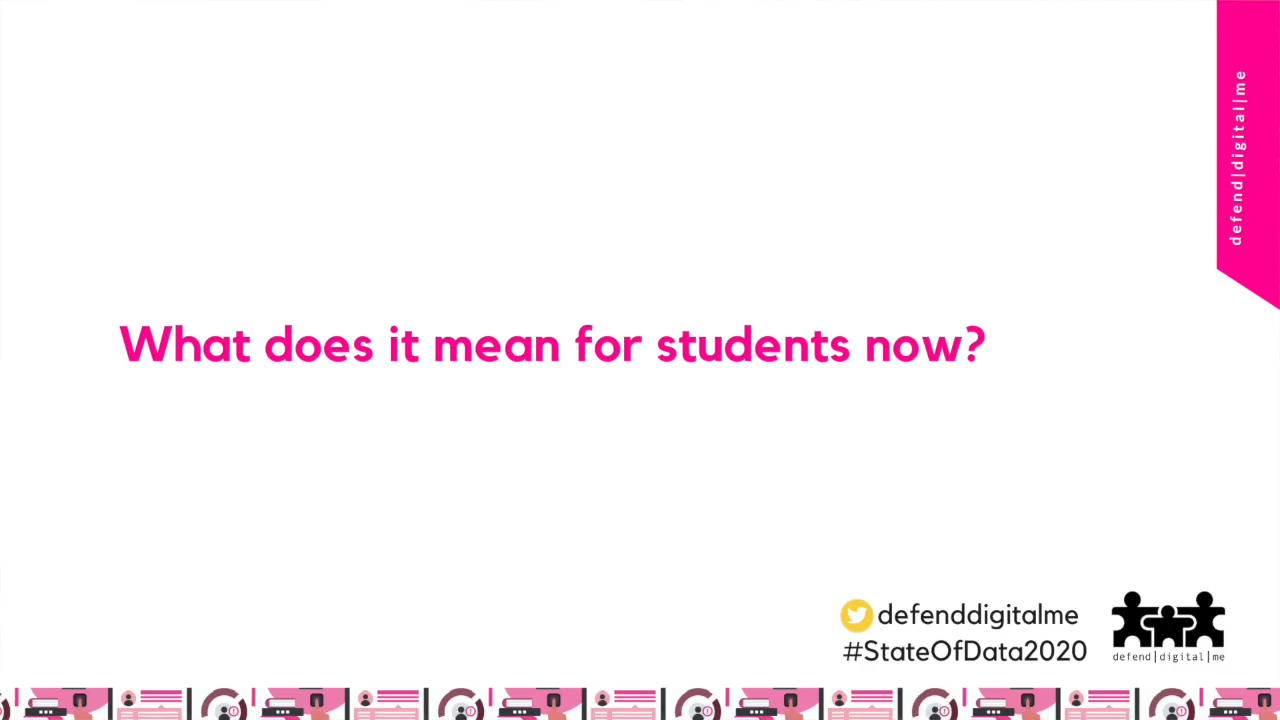 defend|digital|me
What does it mean for students now?
defenddigitalme
#StateOfData2020
defend|digital|me